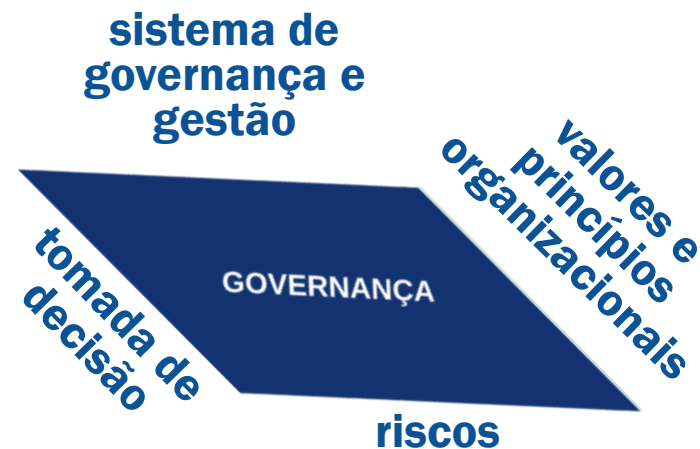 sistema de
governança e
gestão
valores e
princípios
organizacionais
tomada de
decisão
GOVERNANÇA
riscos